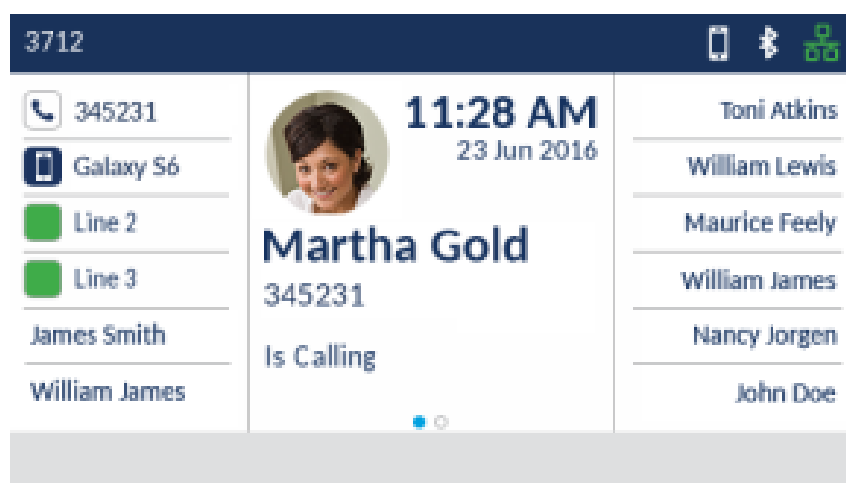 3712
345231
Galaxy S6
Line 2
Line 3
James Smith
William James
11:28 AM
23 Jun 2016
Martha Gold
345231
Is Calling
Toni Atkins
William Lewis
Maurice Feely
William James
Nancy Jorgen
John Doe